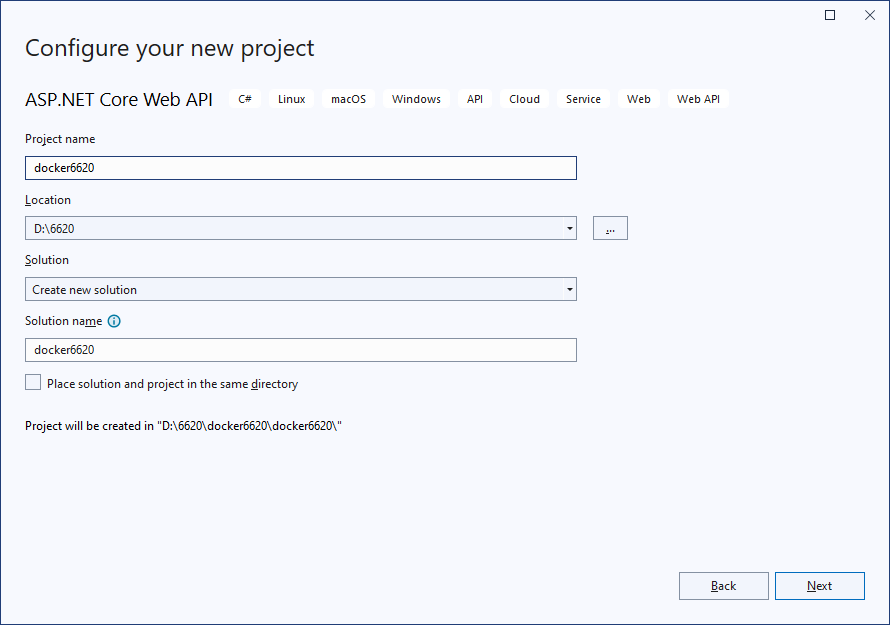 Configure your new project
ASP.NET Core Web API C# Linux macOS Windows API Cloud Service Web Web API
Project name
docker6620
Location
D:\6620
...
Solution
Create new solution
Solution name
docker6620
Place solution and project in the same directory
Project will be created in "D:\6620\docker6620\docker6620\"
Back Next